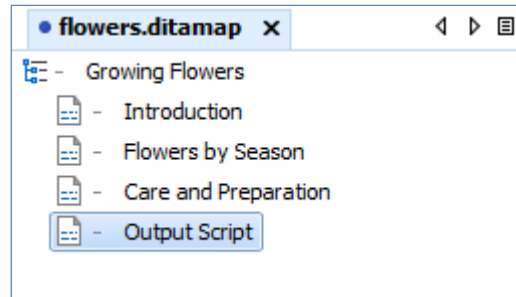 flowers.ditamap
Growing Flowers
Introduction
Flowers by Season
Care and Preparation
Output Script